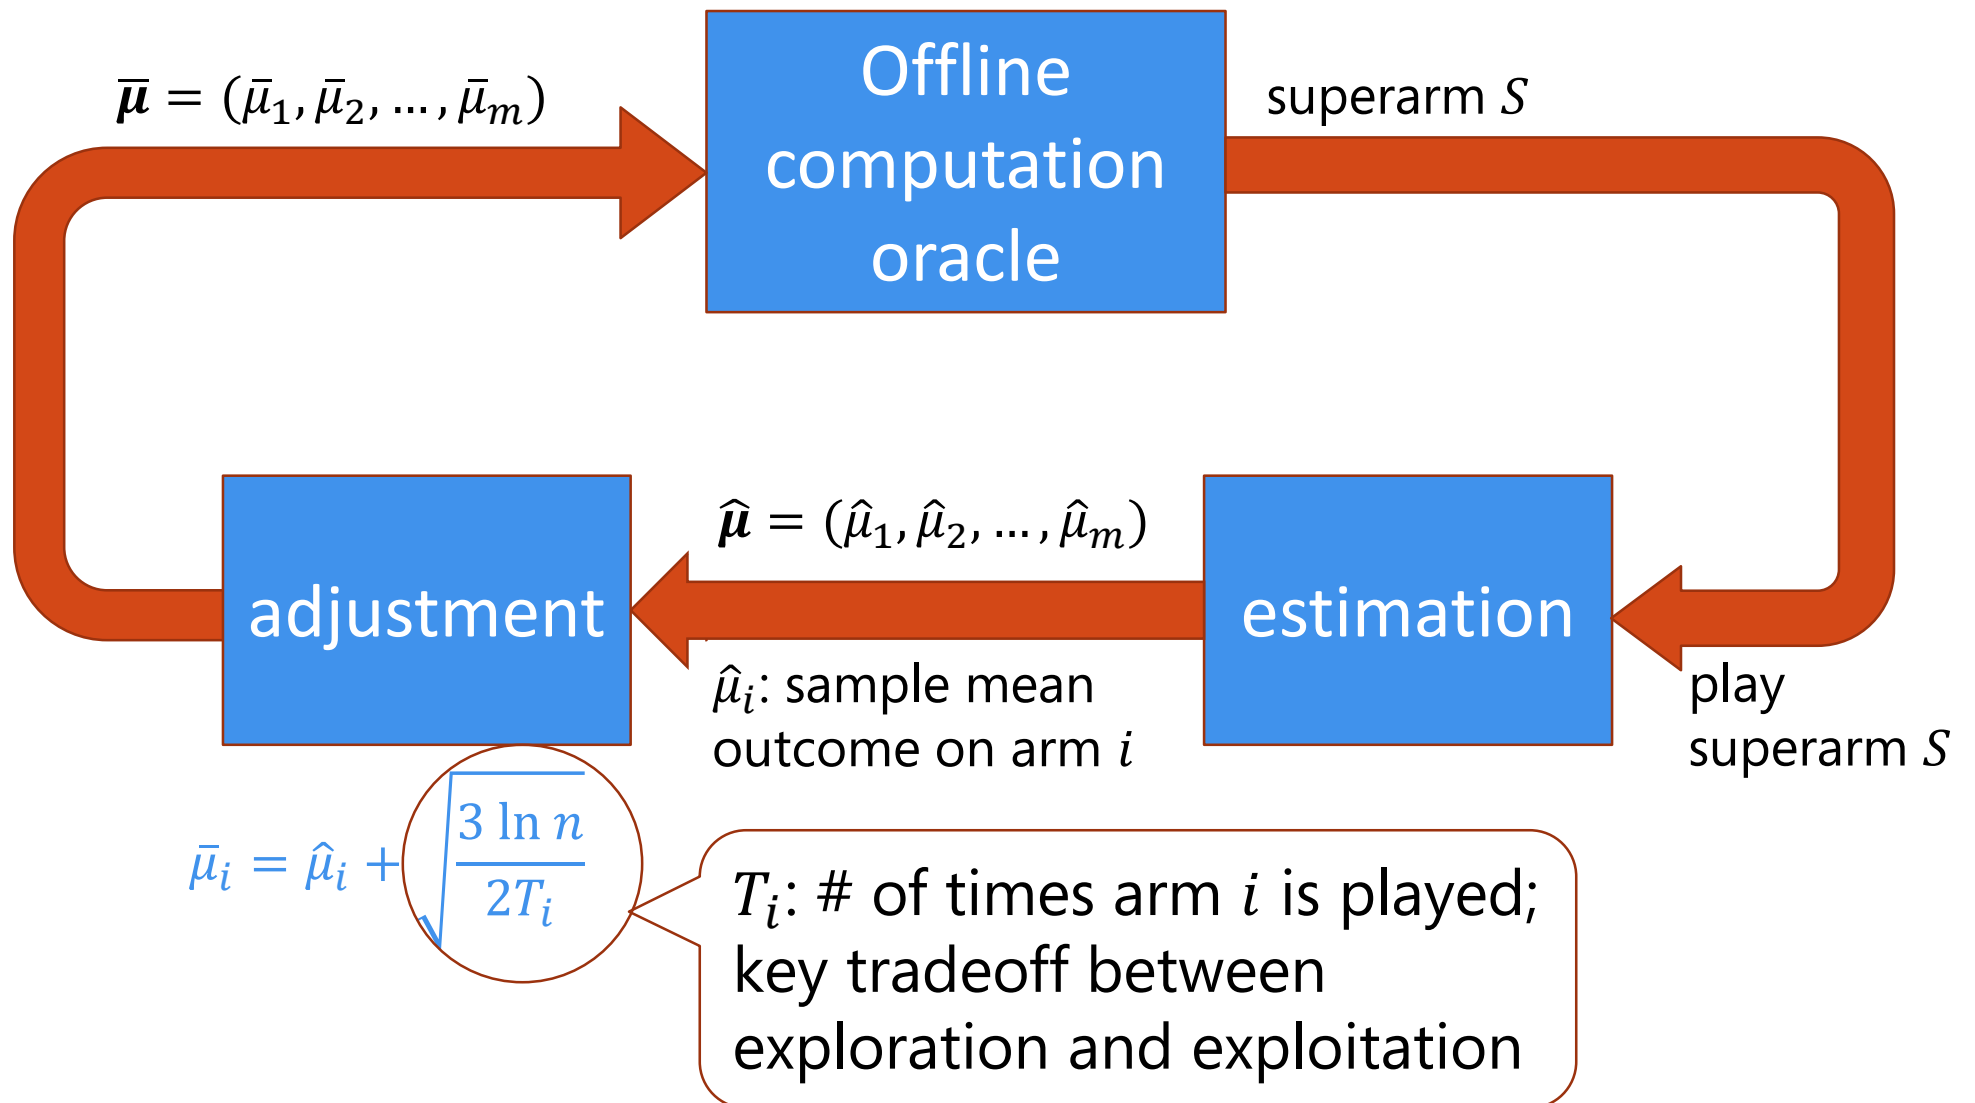 𝝁̅ = (μ̅₁, μ̅₂, …, μ̅ₘ)
Offline
computation
oracle
superarm S
adjustment
𝝁̂ = (μ̂₁, μ̂₂, …, μ̂ₘ)
estimation
μ̂ᵢ: sample mean
outcome on arm i
play
superarm S
μ̅ᵢ = μ̂ᵢ + √(3 ln n / 2Tᵢ)
Tᵢ: # of times arm i is played;
key tradeoff between
exploration and exploitation